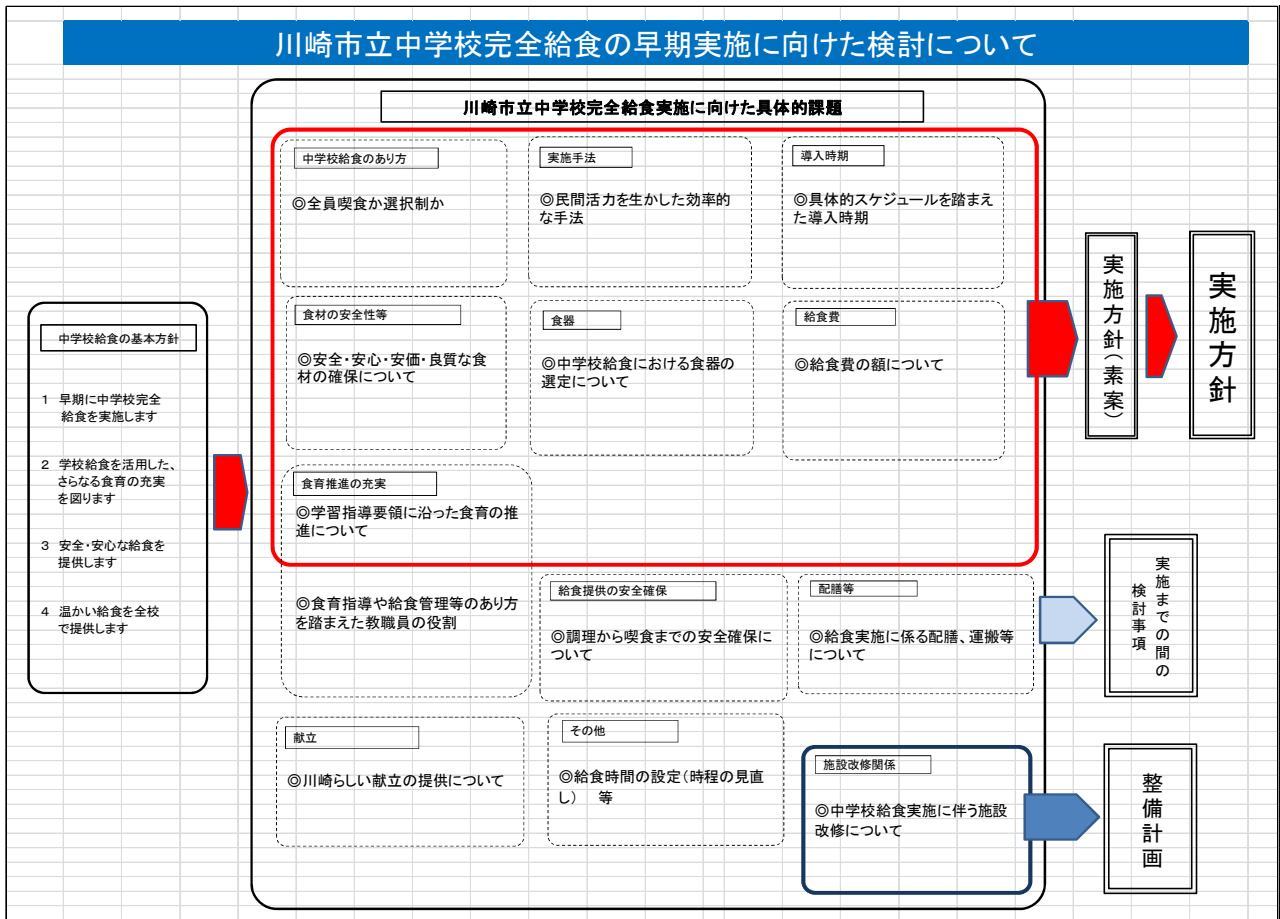 川崎市立中学校完全給食の早期実施に向けた検討について
川崎市立中学校完全給食実施に向けた具体的課題
中学校給食の基本方針
1 早期に中学校完全
給食を実施します
2 学校給食を活用した、
さらなる食育の充実
を図ります
3 安全・安心な給食を
提供します
4 温かい給食を全校
で提供します
中学校給食のあり方
◎全員喫食か選択制か
実施手法
◎民間活力を生かした効率的
な手法
導入時期
◎具体的スケジュールを踏まえ
た導入時期
食材の安全性等
◎安全・安心・安価・良質な食
材の確保について
食器
◎中学校給食における食器の
選定について
給食費
◎給食費の額について
食育推進の充実
◎学習指導要領に沿った食育の推
進について
◎食育指導や給食管理等のあり方
を踏まえた教職員の役割
給食提供の安全確保
◎調理から喫食までの安全確保に
ついて
配膳等
◎給食実施に係る配膳、運搬等
について
献立
◎川崎らしい献立の提供について
その他
◎給食時間の設定(時程の見直
し) 等
施設改修関係
◎中学校給食実施に伴う施設
改修について
実施方針(素案)
実施方針
実施までの間の
検討事項
整備計画